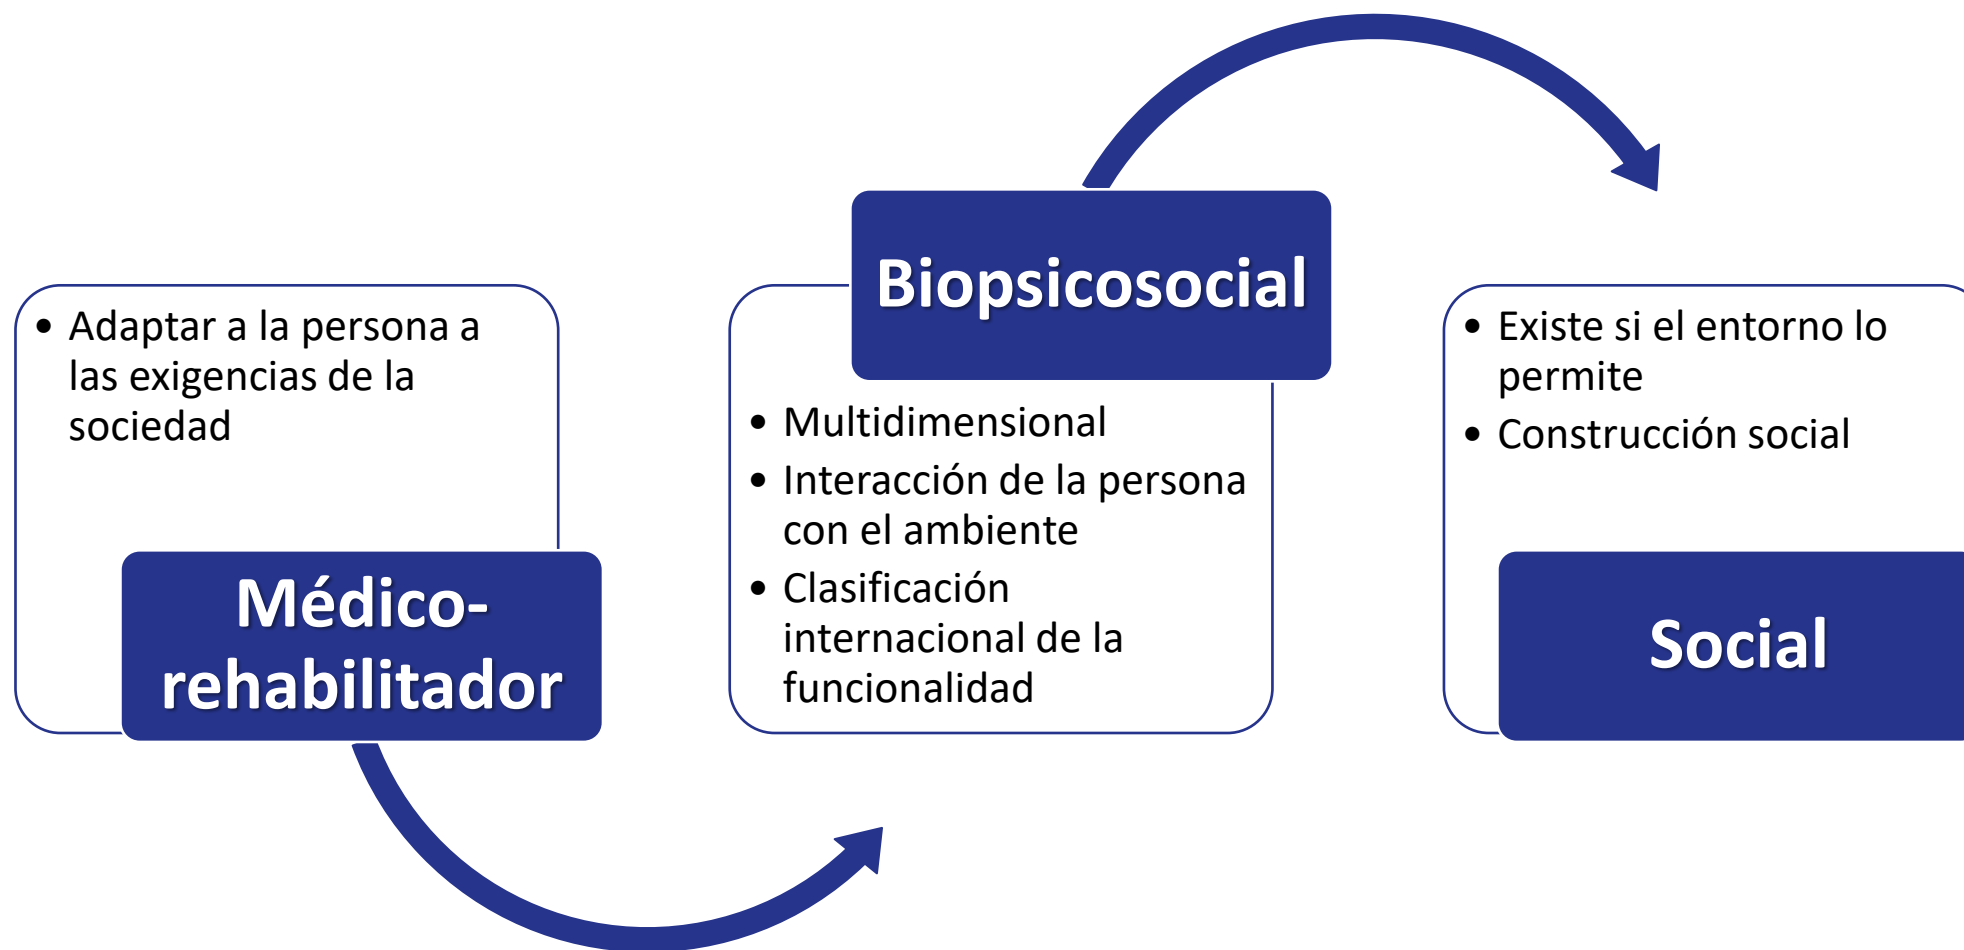 • Adaptar a la persona a
las exigencias de la
sociedad
Médico-
rehabilitador
Biopsicosocial
• Multidimensional
• Interacción de la persona
con el ambiente
• Clasificación
internacional de la
funcionalidad
• Existe si el entorno lo
permite
• Construcción social
Social